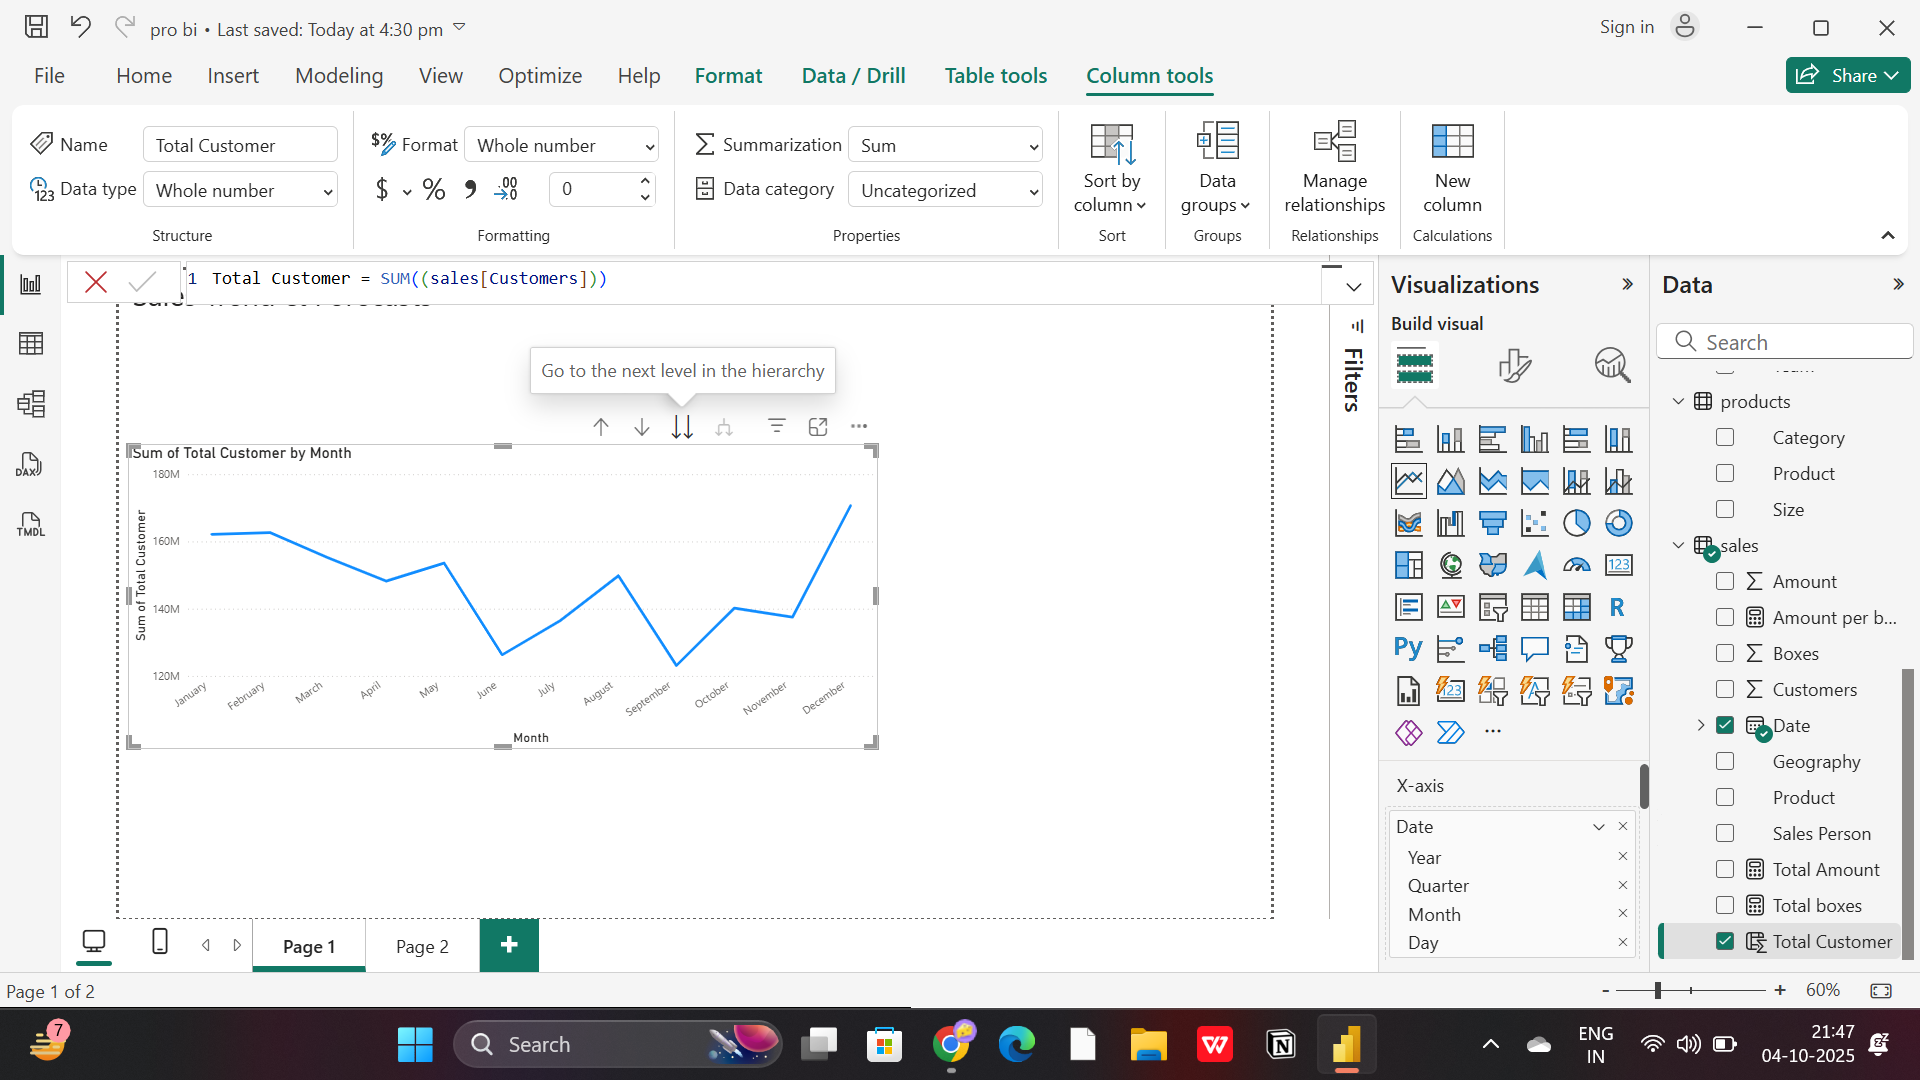 pro bi • Last saved: Today at 4:30 pm
Sign in
File Home Insert Modeling View Optimize Help Format Data / Drill Table tools Column tools
Share
Name Total Customer
Data type Whole number
Structure
Format Whole number
$ % , .00 0
Formatting
Summarization Sum
Data category Uncategorized
Properties
Sort by column
Sort
Data groups
Groups
Manage relationships
Relationships
New column
Calculations
1 Total Customer = SUM((sales[Customers]))
Go to the next level in the hierarchy
Sum of Total Customer by Month
Sum of Total Customer
180M
160M
140M
120M
January February March April May June July August September October November December
Month
Filters
Visualizations
Build visual
123
R
Py
123
X-axis
Date
Year
Quarter
Month
Day
Data
Search
products
Category
Product
Size
sales
Amount
Amount per b...
Boxes
Customers
Date
Geography
Product
Sales Person
Total Amount
Total boxes
Total Customer
DAX
TMDL
Page 1 Page 2 +
Page 1 of 2
- + 60%
7
Search
ENG
IN
21:47
04-10-2025